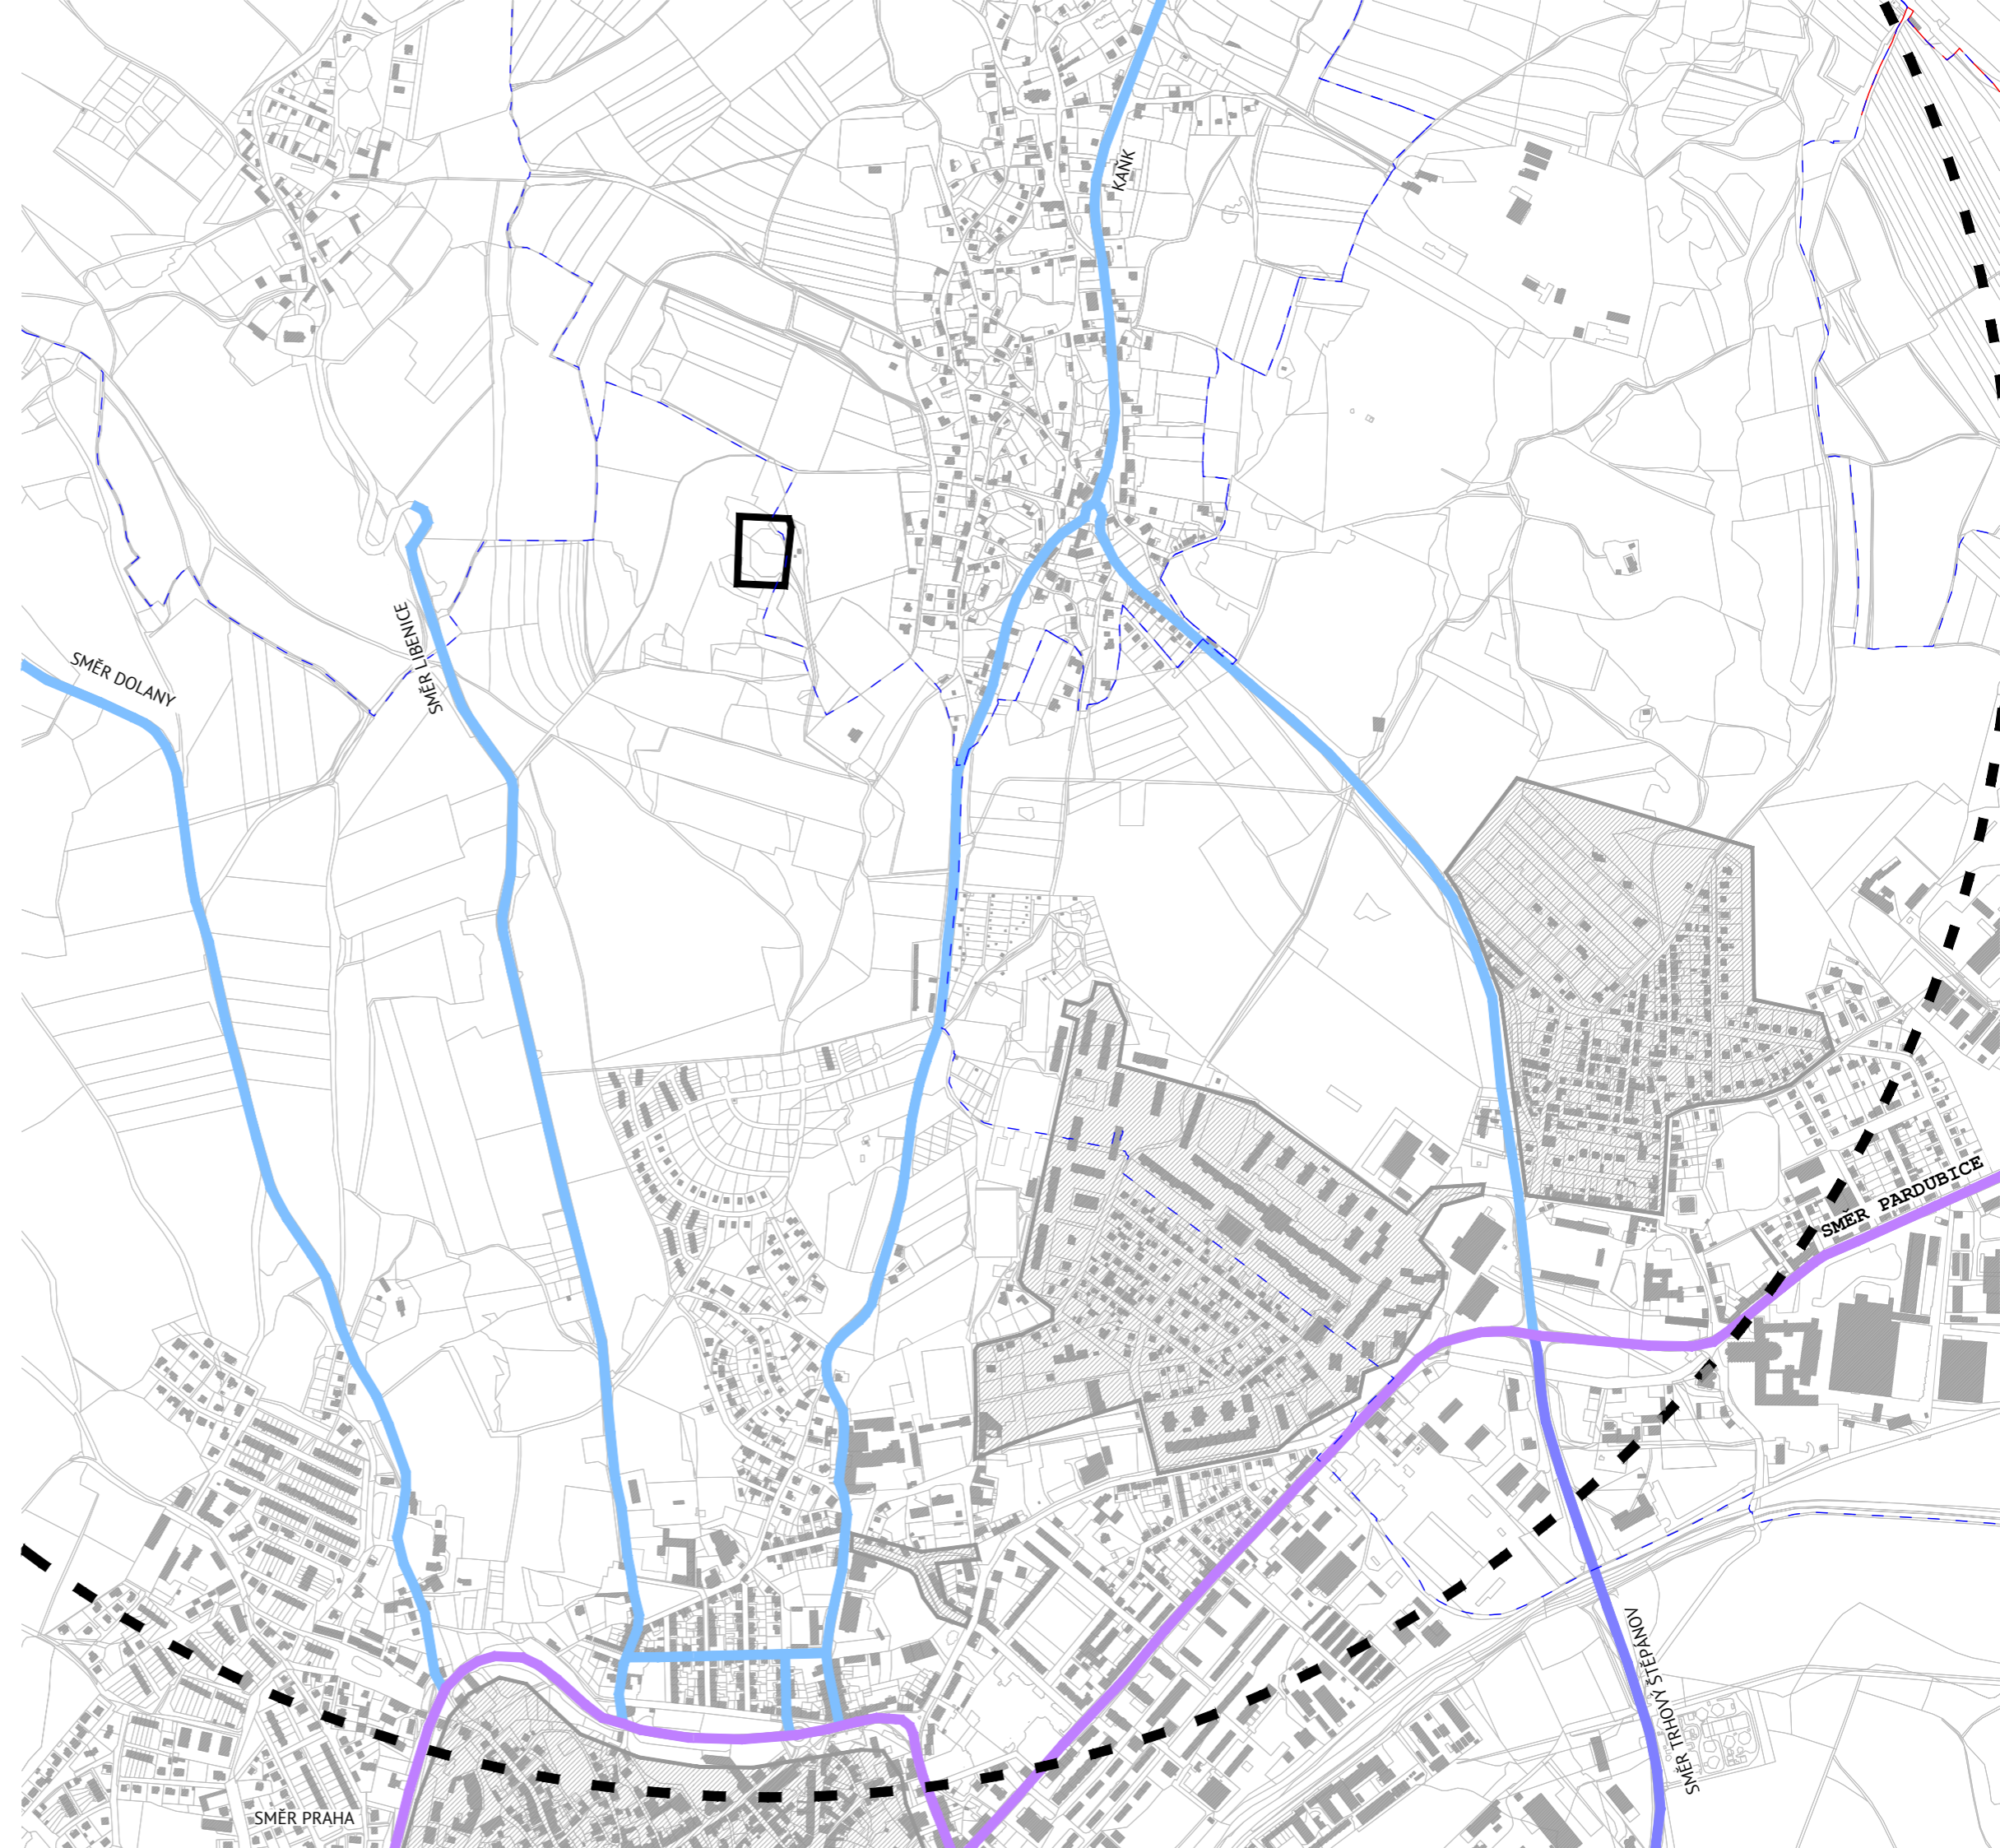 KAŇK
SMĚR LIBENICE
SMĚR DOLANY
SMĚR PARDUBICE
SMĚR TRHOVÝ ŠTĚPÁNOV
SMĚR PRAHA